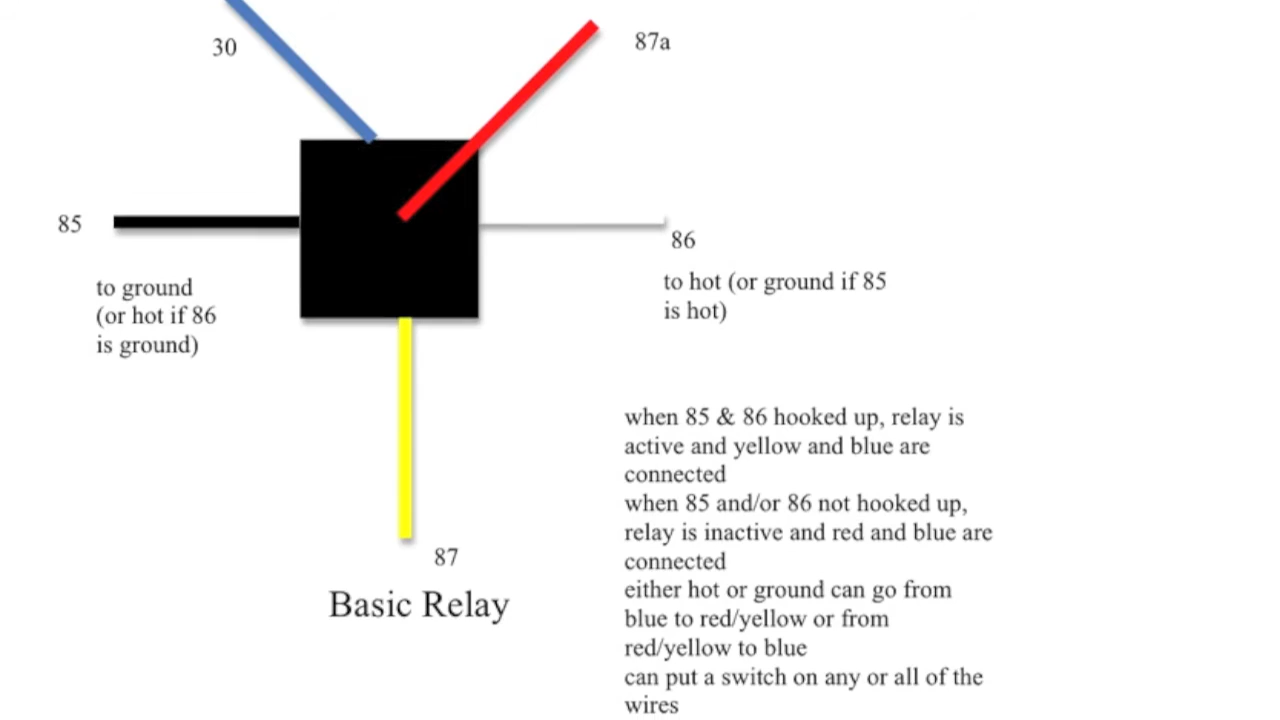 30
87a
85
86
to ground
(or hot if 86
is ground)
to hot (or ground if 85
is hot)
87
Basic Relay
when 85 & 86 hooked up, relay is
active and yellow and blue are
connected
when 85 and/or 86 not hooked up,
relay is inactive and red and blue are
connected
either hot or ground can go from
blue to red/yellow or from
red/yellow to blue
can put a switch on any or all of the
wires